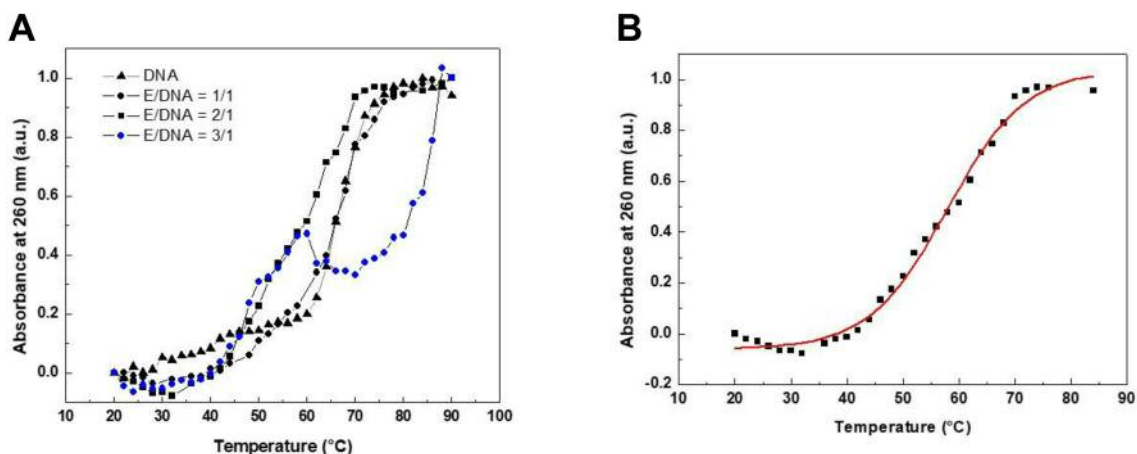 A
B
DNA
E/DNA = 1/1
E/DNA = 2/1
E/DNA = 3/1
Absorbance at 260 nm (a.u.)
1.0
0.8
0.6
0.4
0.2
0.0
10 20 30 40 50 60 70 80 90 100
Temperature (°C)
Absorbance at 260 nm (a.u.)
1.0
0.8
0.6
0.4
0.2
0.0
-0.2
10 20 30 40 50 60 70 80 90
Temperature (°C)